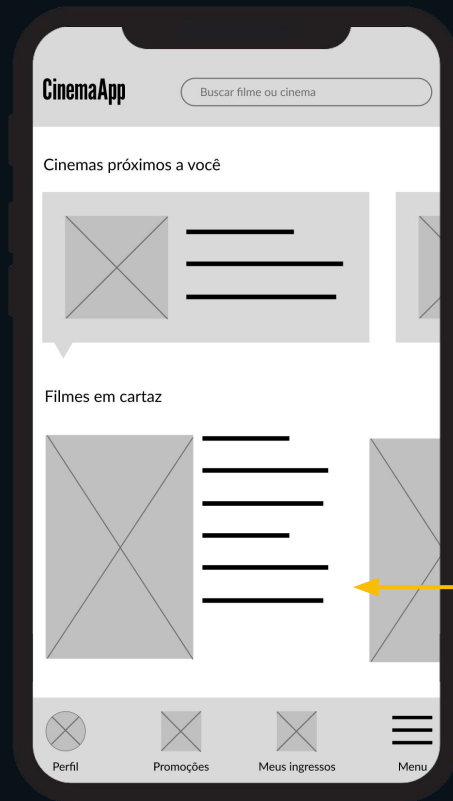 CinemaApp
Buscar filme ou cinema
Cinemas próximos a você
Filmes em cartaz
Perfil
Promoções
Meus ingressos
Menu